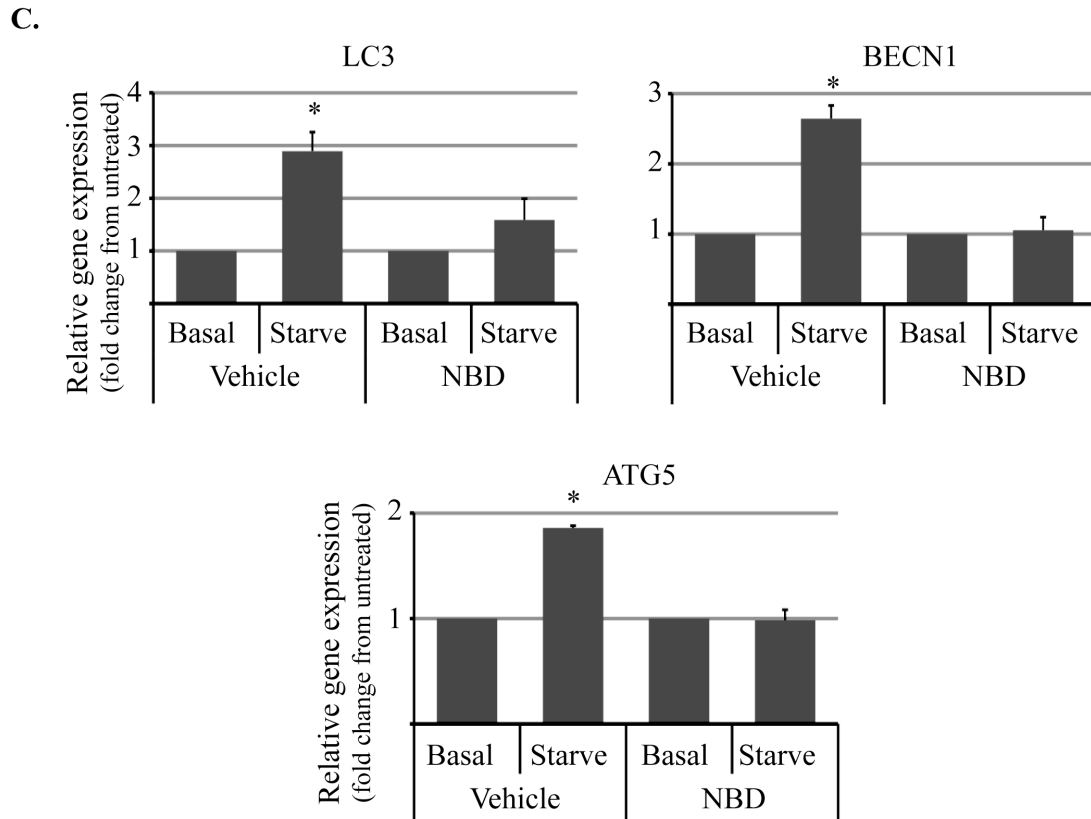 C.
LC3
Relative gene expression
(fold change from untreated)
4
*
3
2
1
Basal Starve Basal Starve
Vehicle NBD
BECN1
3
*
2
1
Basal Starve Basal Starve
Vehicle NBD
ATG5
Relative gene expression
(fold change from untreated)
2
*
1
Basal Starve Basal Starve
Vehicle NBD